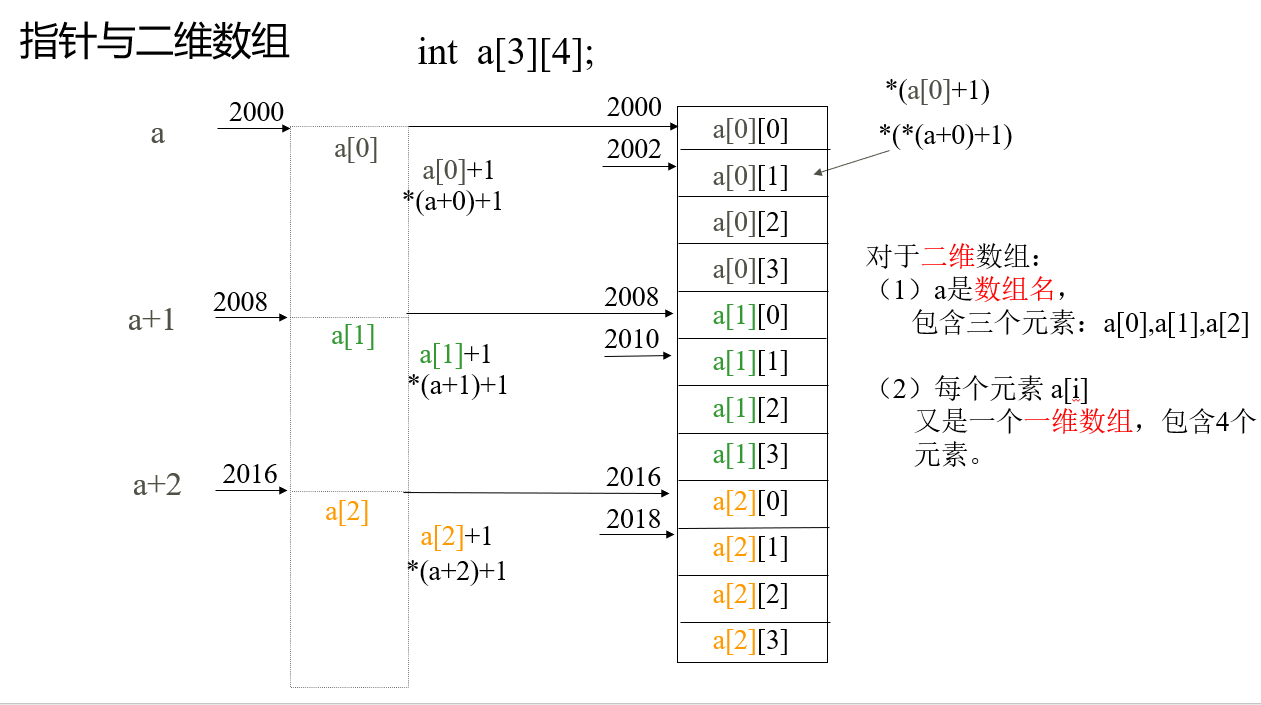 指针与二维数组
int a[3][4];
a
2000
a[0]
a[0]+1
*(a+0)+1
a+1
2008
a[1]
a[1]+1
*(a+1)+1
a+2
2016
a[2]
a[2]+1
*(a+2)+1
2000
2002
2008
2010
2016
2018
a[0][0]
a[0][1]
a[0][2]
a[0][3]
a[1][0]
a[1][1]
a[1][2]
a[1][3]
a[2][0]
a[2][1]
a[2][2]
a[2][3]
*(a[0]+1)
*(*(a+0)+1)
对于二维数组：
（1）a是数组名，
包含三个元素：a[0],a[1],a[2]
（2）每个元素 a[i]
又是一个一维数组，包含4个
元素。